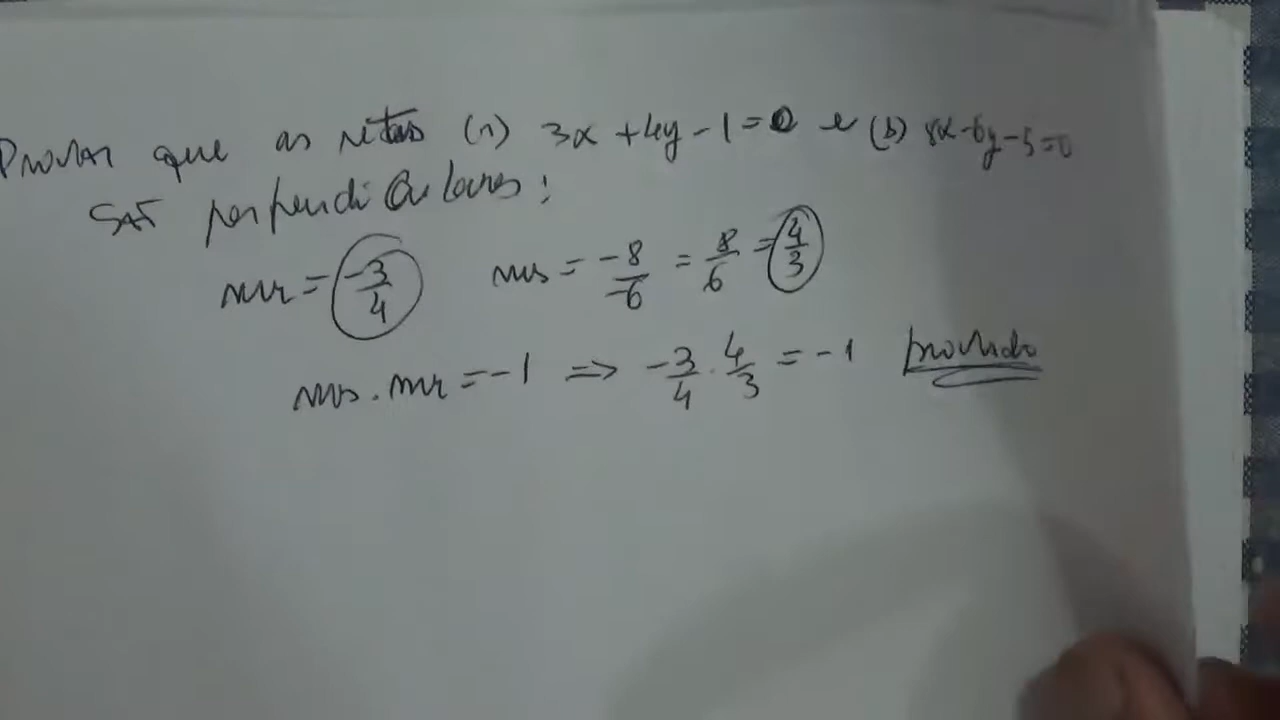 Provar que as retas (r) 3x + 4y - 1 = 0 e (s) 8x - 6y - 5 = 0
são perpendiculares:
mr = -3/4 ms = -8/-6 = 8/6 = 4/3
ms . mr = -1 => -3/4 . 4/3 = -1 provado